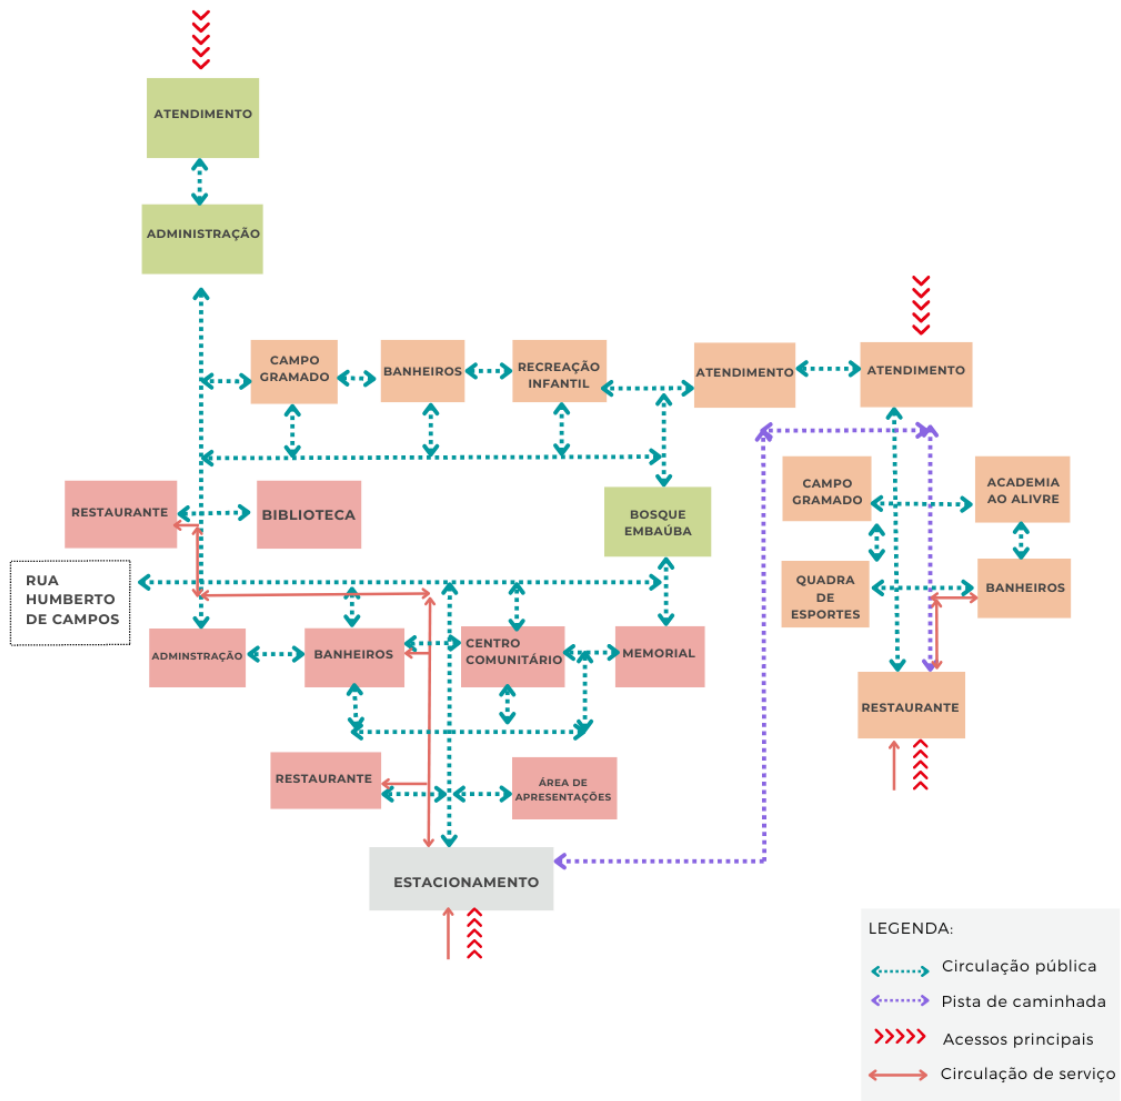 ATENDIMENTO
ADMINISTRAÇÃO
CAMPO
GRAMADO
BANHEIROS
RECREAÇÃO
INFANTIL
ATENDIMENTO
ATENDIMENTO
RESTAURANTE
BIBLIOTECA
BOSQUE
EMBAÚBA
CAMPO
GRAMADO
ACADEMIA
AO ALIVRE
RUA
HUMBERTO
DE CAMPOS
QUADRA
DE
ESPORTES
BANHEIROS
ADMINSTRAÇÃO
BANHEIROS
CENTRO
COMUNITÁRIO
MEMORIAL
RESTAURANTE
RESTAURANTE
ÁREA DE
APRESENTAÇÕES
ESTACIONAMENTO
LEGENDA:
Circulação pública
Pista de caminhada
Acessos principais
Circulação de serviço